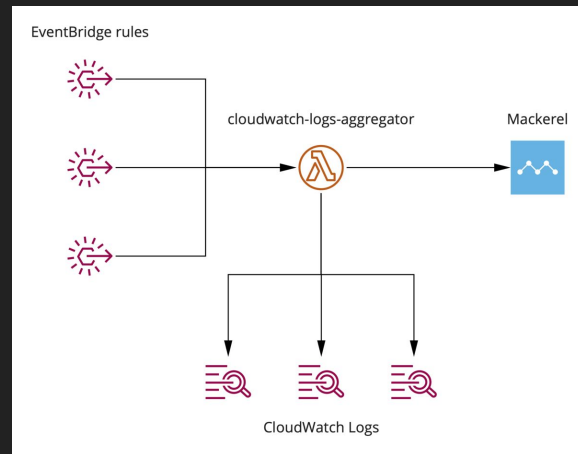 EventBridge rules
cloudwatch-logs-aggregator
Mackerel
CloudWatch Logs